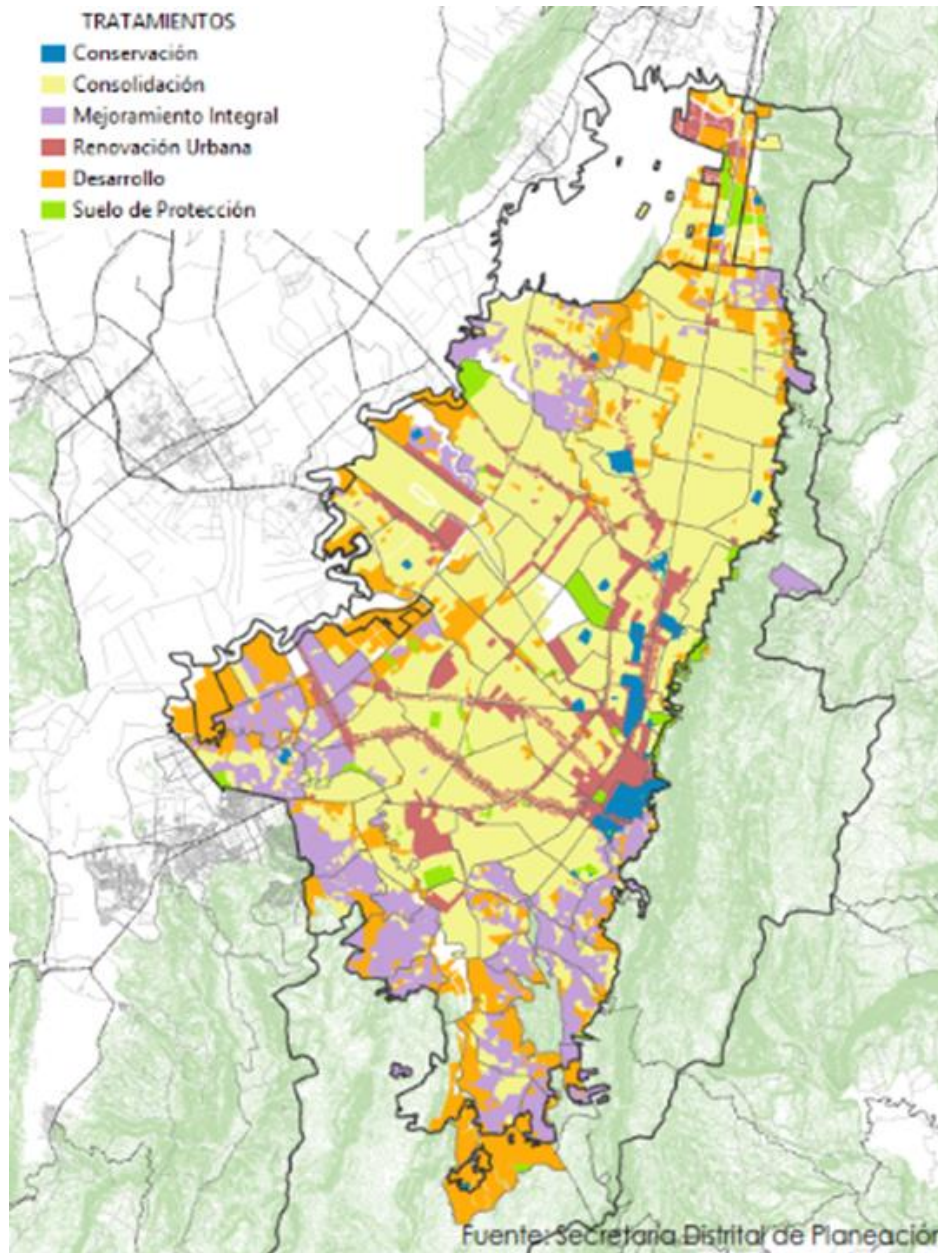 TRATAMIENTOS
Conservación
Consolidación
Mejoramiento Integral
Renovación Urbana
Desarrollo
Suelo de Protección
Fuente: Secretaría Distrital de Planeación